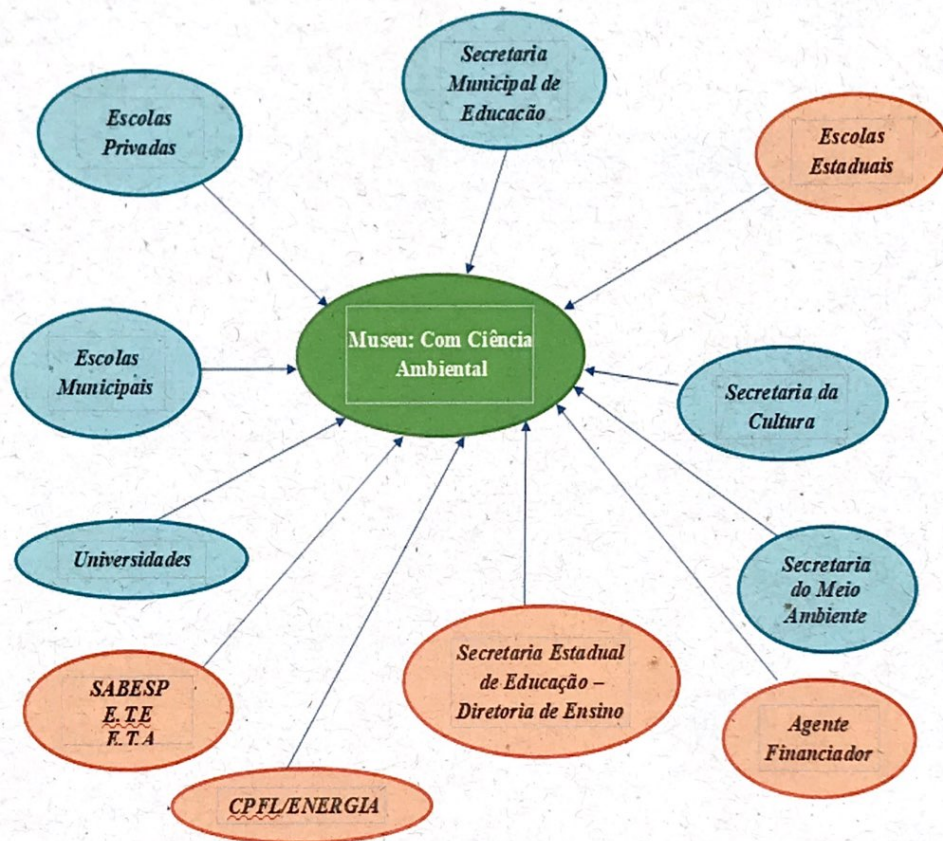 Secretaria
Municipal de
Educacão
Escolas
Privadas
Escolas
Estaduais
Museu: Com Ciência
Ambiental
Escolas
Municipais
Secretaria da
Cultura
Universidades
Secretaria
do Meio
Ambiente
Secretaria Estadual
de Educação –
Diretoria de Ensino
SABESP
E. T.E
E.T.A
Agente
Financiador
CPFL/ENERGIA